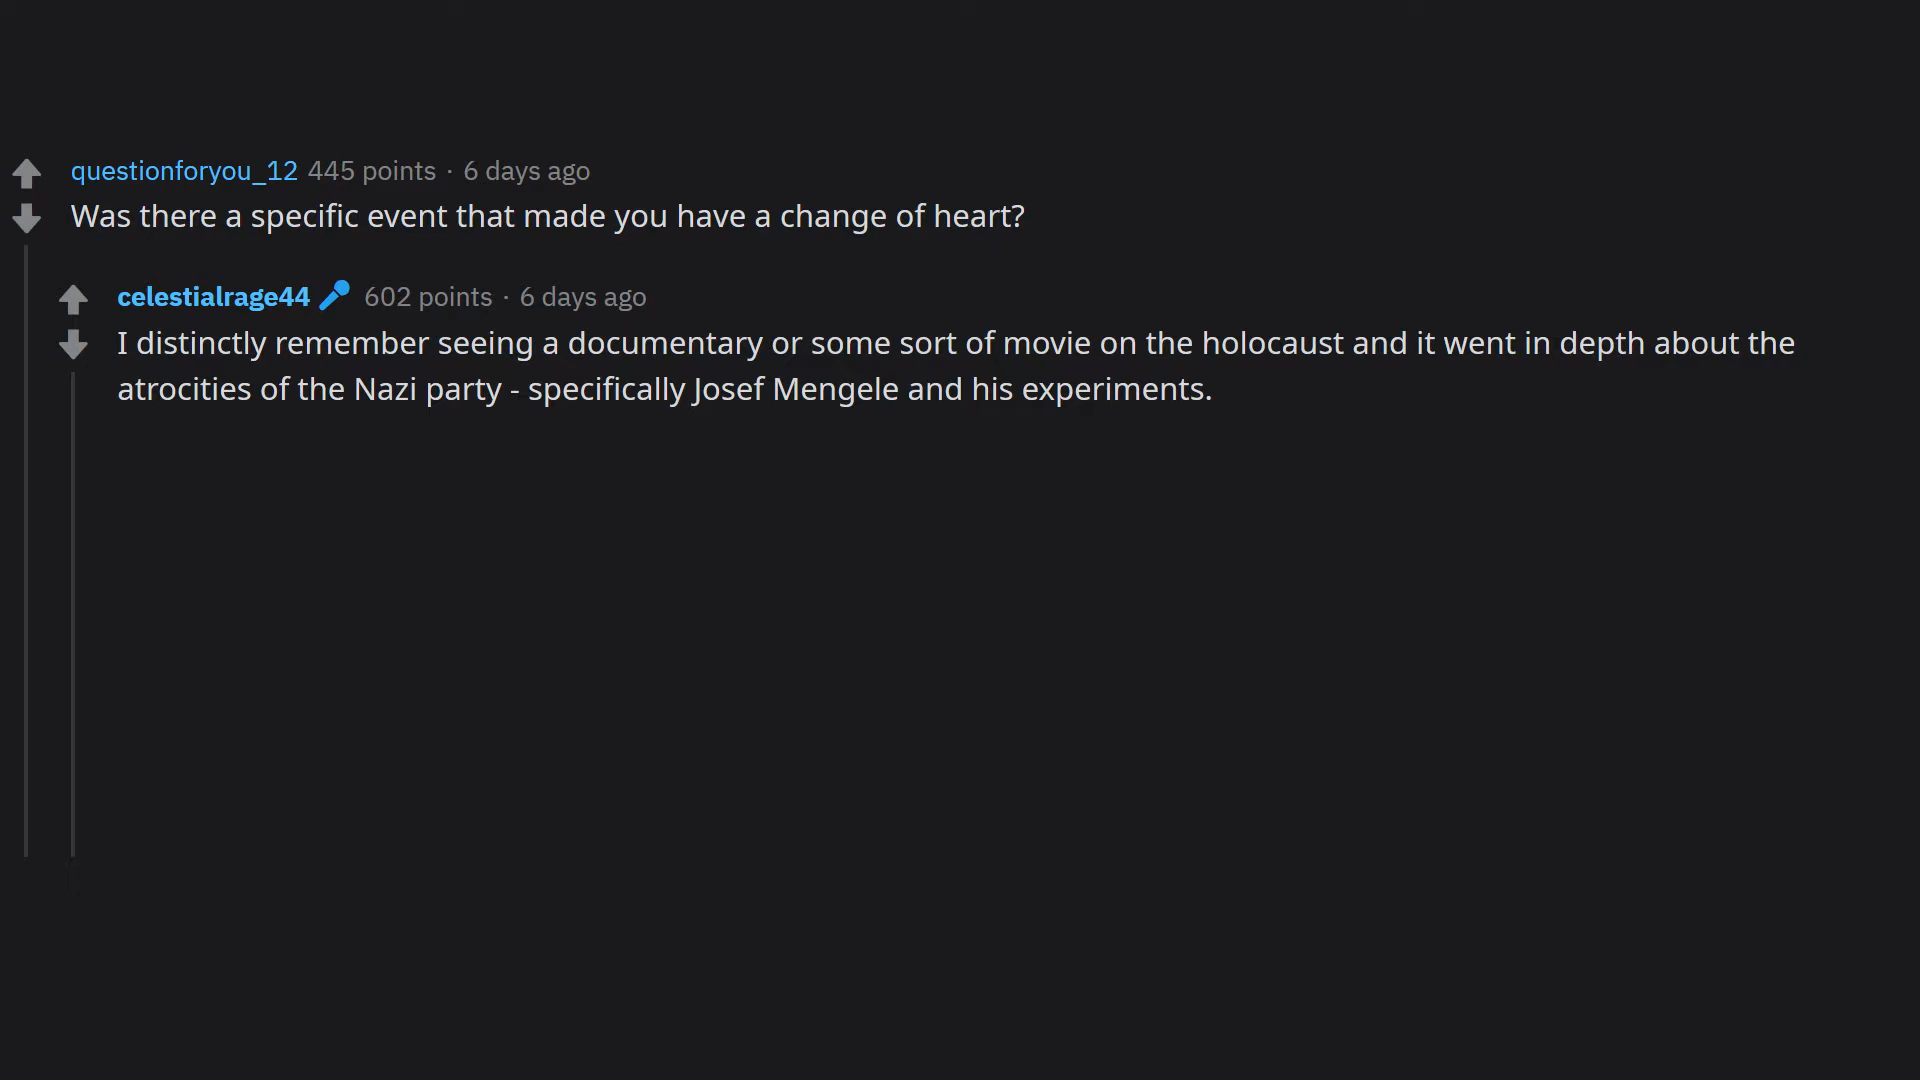 questionforyou_12 445 points · 6 days ago
Was there a specific event that made you have a change of heart?
celestialrage44 602 points · 6 days ago
I distinctly remember seeing a documentary or some sort of movie on the holocaust and it went in depth about the
atrocities of the Nazi party - specifically Josef Mengele and his experiments.